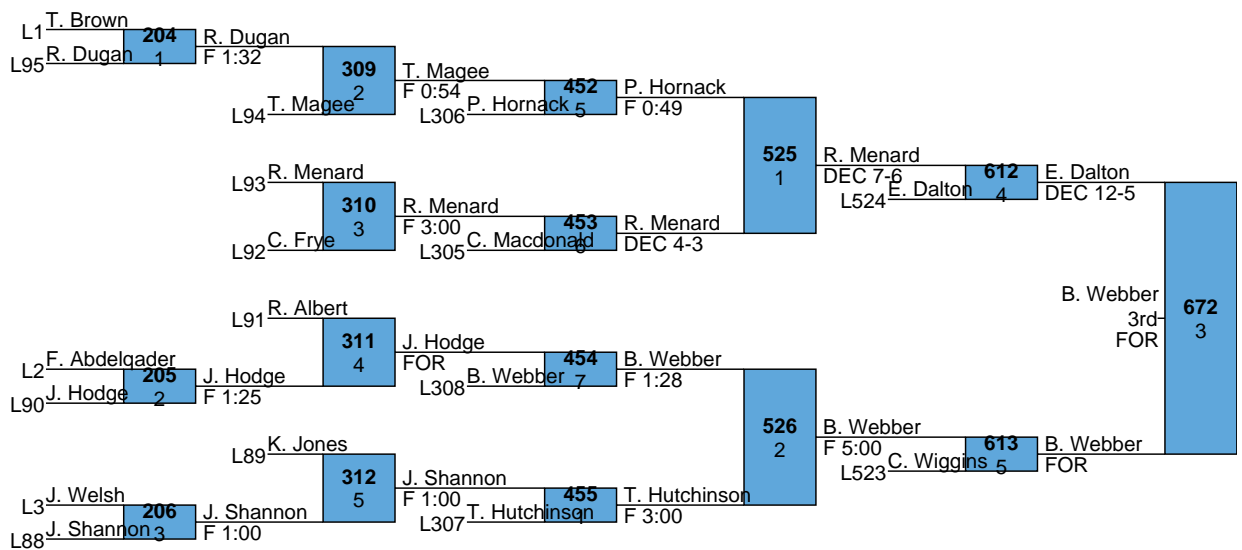 T. Brown
L1
204
1
R. Dugan
L95
R. Dugan
F 1:32
309
2
T. Magee
L94
T. Magee
F 0:54
452
5
P. Hornack
L306
P. Hornack
F 0:49
R. Menard
L93
310
3
C. Frye
L92
R. Menard
F 3:00
453
6
C. Macdonald
L305
R. Menard
DEC 4-3
525
1
R. Menard
DEC 7-6
612
4
E. Dalton
L524
E. Dalton
DEC 12-5
R. Albert
L91
311
4
F. Abdelqader
L2
205
2
J. Hodge
L90
J. Hodge
F 1:25
J. Hodge
FOR
454
7
B. Webber
L308
B. Webber
F 1:28
K. Jones
L89
312
5
J. Welsh
L3
206
3
J. Shannon
L88
J. Shannon
F 1:00
J. Shannon
F 1:00
455
1
T. Hutchinson
L307
T. Hutchinson
F 3:00
526
2
B. Webber
F 5:00
613
5
C. Wiggins
L523
B. Webber
FOR
672
3
B. Webber
3rd
FOR